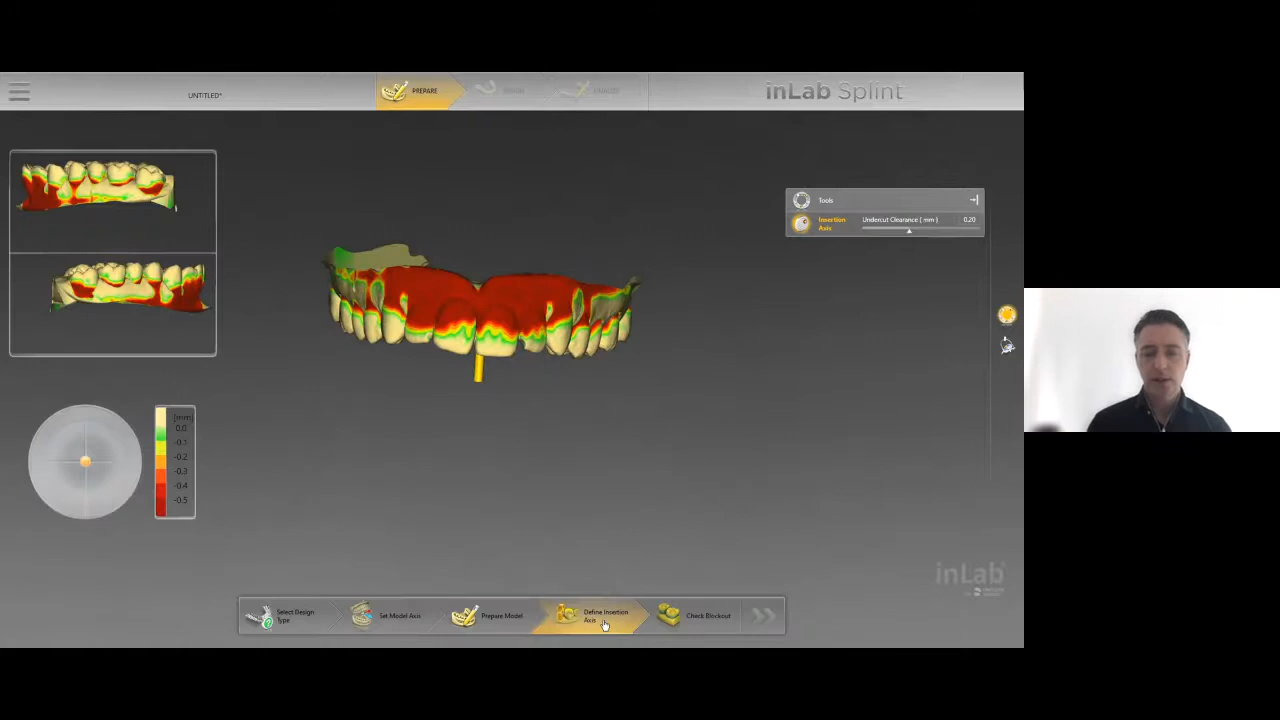 UNTITLED*
PREPARE
DESIGN
inLab Splint
Tools
Insertion Axis
Undercut Clearance ( mm )
0,20
[mm]
0.0
-0.1
-0.2
-0.3
-0.4
-0.5
inLab
Select Design Type
Set Model Axis
Prepare Model
Define Insertion Axis
Check Blockout